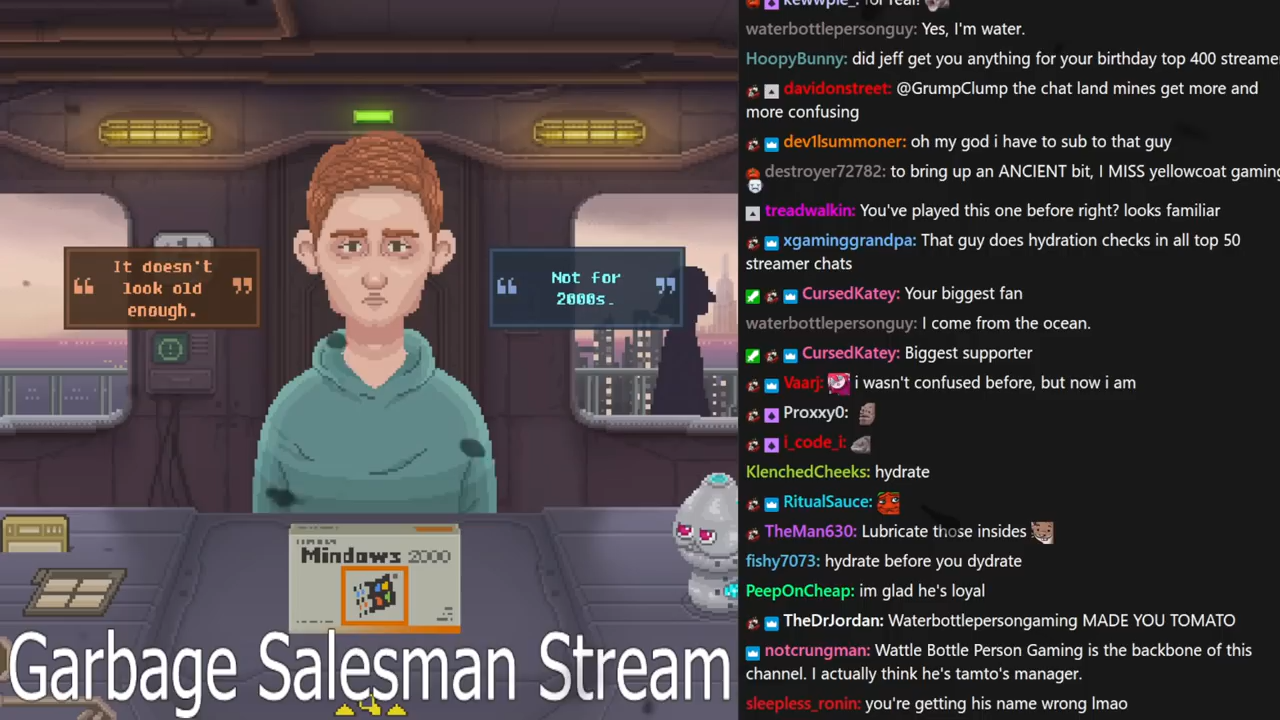 It doesn't
look old
enough.
Not for
2000s.
Mindows 2000
Garbage Salesman Stream
kewwpie_: for real!
waterbottlepersonguy: Yes, I'm water.
HoopyBunny: did jeff get you anything for your birthday top 400 streamer
davidonstreet: @GrumpClump the chat land mines get more and
more confusing
dev1lsummoner: oh my god i have to sub to that guy
destroyer72782: to bring up an ANCIENT bit, I MISS yellowcoat gaming
treadwalkin: You've played this one before right? looks familiar
xgaminggrandpa: That guy does hydration checks in all top 50
streamer chats
CursedKatey: Your biggest fan
waterbottlepersonguy: I come from the ocean.
CursedKatey: Biggest supporter
Vaarj: i wasn't confused before, but now i am
Proxxy0:
i_code_i:
KlenchedCheeks: hydrate
RitualSauce:
TheMan630: Lubricate those insides
fishy7073: hydrate before you dydrate
PeepOnCheap: im glad he's loyal
TheDrJordan: Waterbottlepersongaming MADE YOU TOMATO
notcrungman: Wattle Bottle Person Gaming is the backbone of this
channel. I actually think he's tamto's manager.
sleepless_ronin: you're getting his name wrong lmao